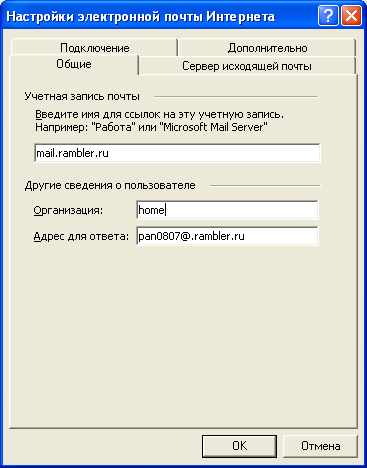 Настройки электронной почты Интернета
Подключение
Дополнительно
Общие
Сервер исходящей почты
Учетная запись почты
Введите имя для ссылок на эту учетную запись.
Например: "Работа" или "Microsoft Mail Server"
mail.rambler.ru
Другие сведения о пользователе
Организация:
home
Адрес для ответа:
pan0807@.rambler.ru
OK
Отмена